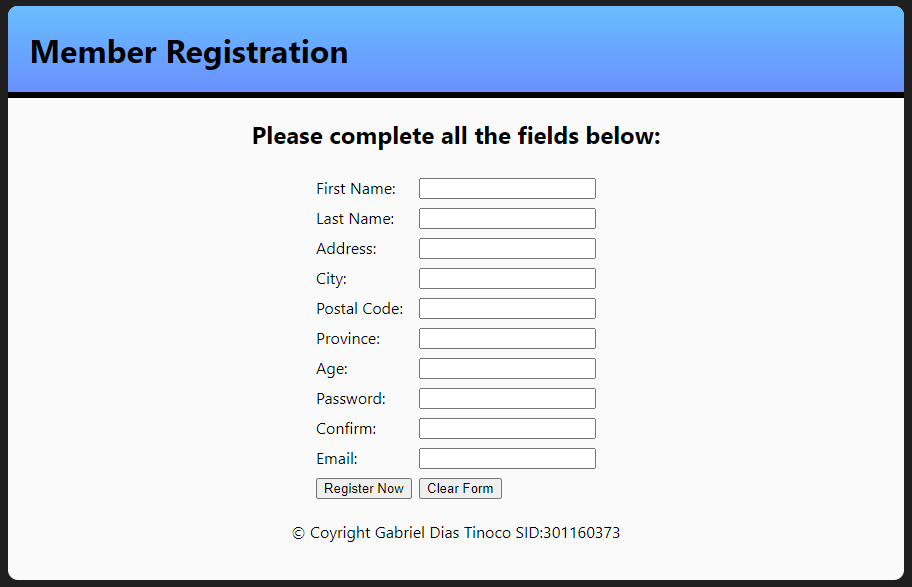 Member Registration
Please complete all the fields below:
First Name:
Last Name:
Address:
City:
Postal Code:
Province:
Age:
Password:
Confirm:
Email:
Register Now Clear Form
© Coyright Gabriel Dias Tinoco SID:301160373